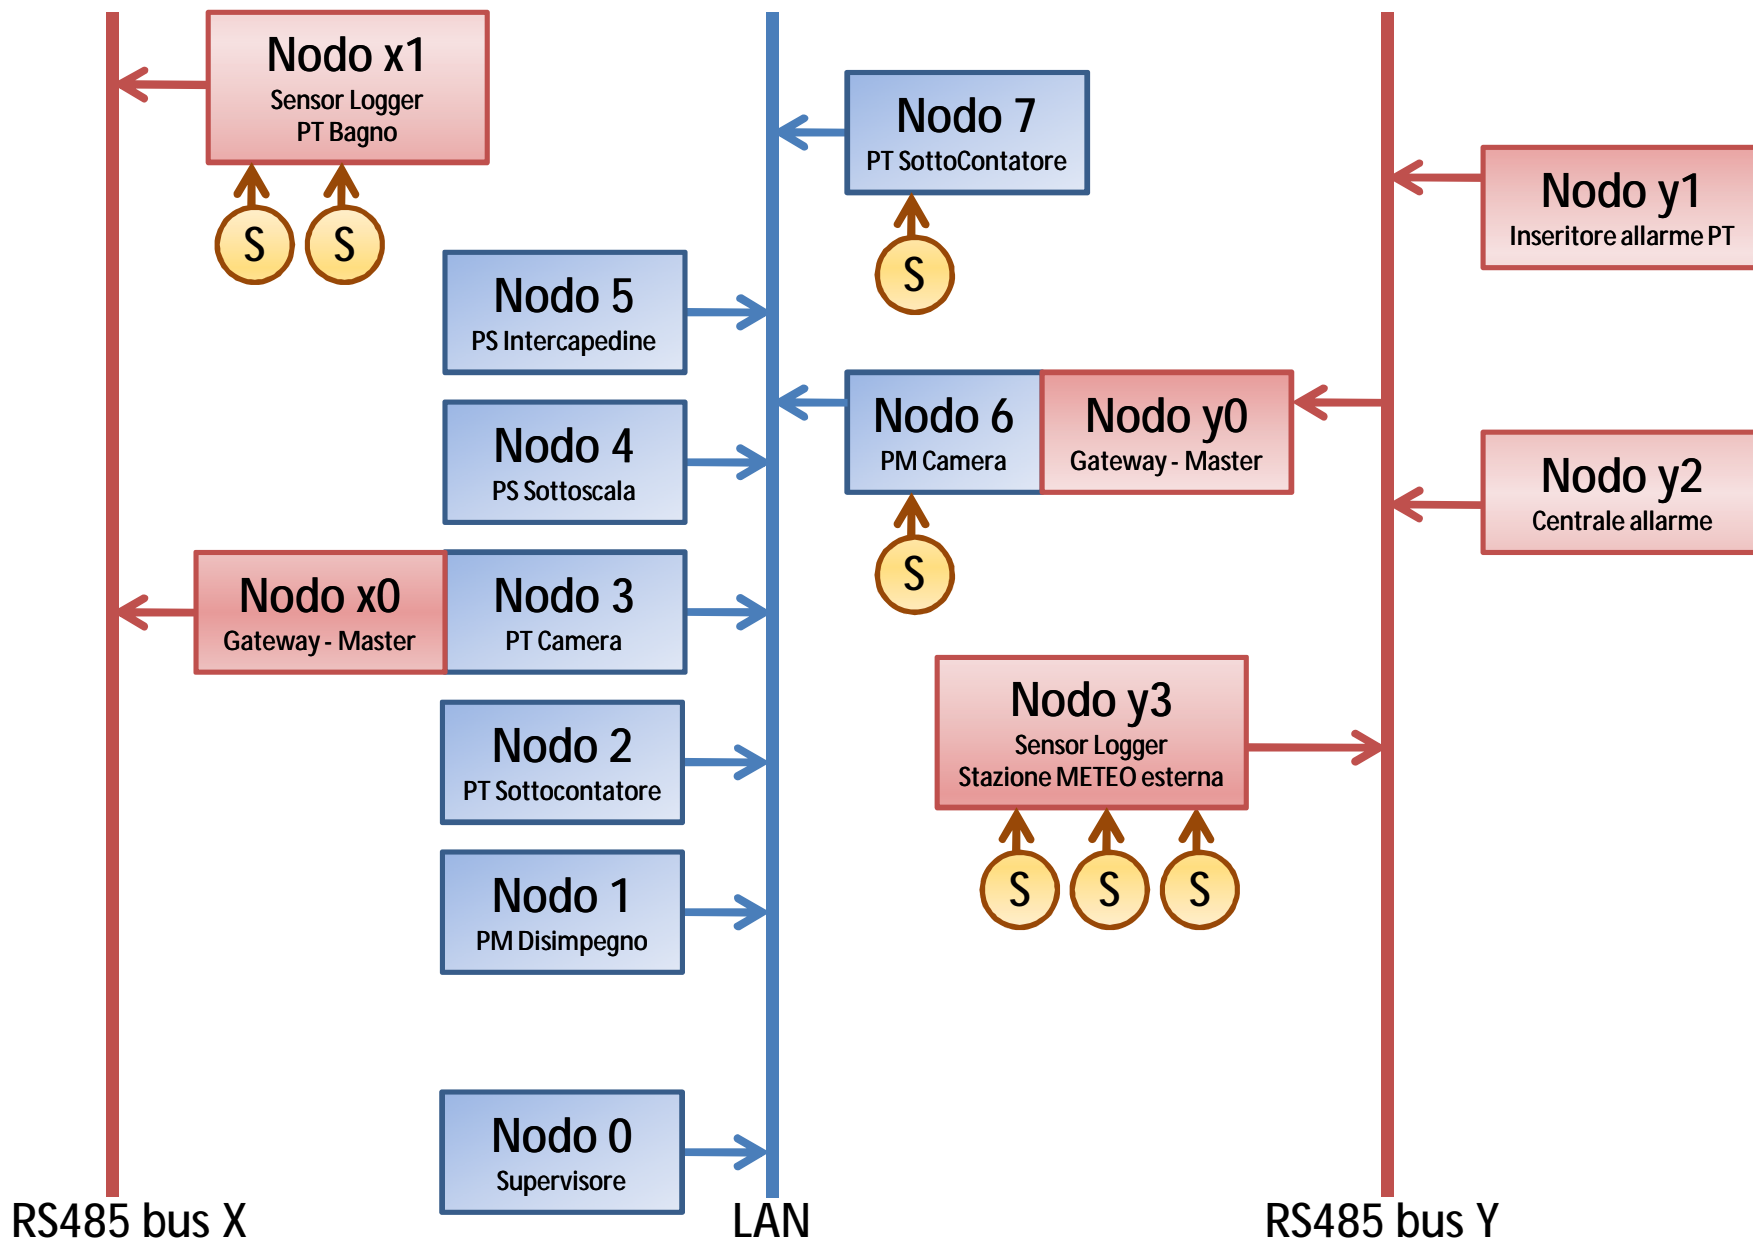 Nodo x1
Sensor Logger
PT Bagno
S
S
Nodo 7
PT SottoContatore
S
Nodo y1
Inseritore allarme PT
Nodo 5
PS Intercapedine
Nodo 4
PS Sottoscala
Nodo 6
PM Camera
S
Nodo y0
Gateway - Master
Nodo y2
Centrale allarme
Nodo x0
Gateway - Master
Nodo 3
PT Camera
Nodo 2
PT Sottocontatore
Nodo y3
Sensor Logger
Stazione METEO esterna
S
S
S
Nodo 1
PM Disimpegno
Nodo 0
Supervisore
RS485 bus X
LAN
RS485 bus Y